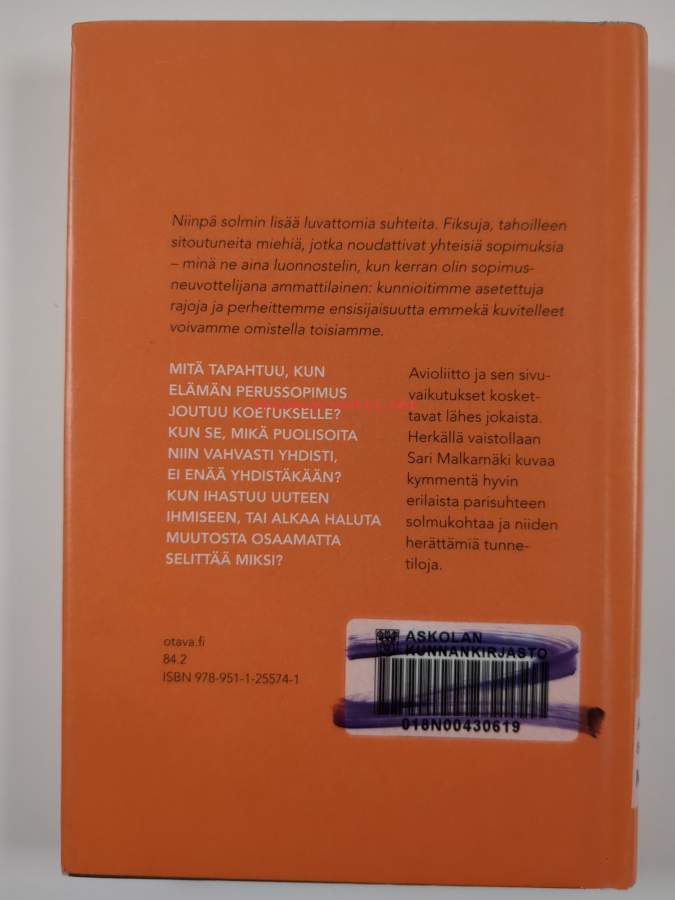 Niinpä solmin lisää luvattomia suhteita. Fiksuja, tahoilleen
sitoutuneita miehiä, jotka noudattivat yhteisiä sopimuksia
– minä ne aina luonnostelin, kun kerran olin sopimus-
neuvottelijana ammattilainen: kunnioitimme asetettuja
rajoja ja perheittemme ensisijaisuutta emmekä kuvitelleet
voivamme omistella toisiamme.
MITÄ TAPAHTUU, KUN
ELÄMÄN PERUSSOPIMUS
JOUTUU KOETUKSELLE?
KUN SE, MIKÄ PUOLISOITA
NIIN VAHVASTI YHDISTI,
EI ENÄÄ YHDISTÄKÄÄN?
KUN IHASTUU UUTEEN
IHMISEEN, TAI ALKAA HALUTA
MUUTOSTA OSAAMATTA
SELITTÄÄ MIKSI?
Avioliitto ja sen sivu-
vaikutukset kosket-
tavat lähes jokaista.
Herkällä vaistollaan
Sari Malkamäki kuvaa
kymmentä hyvin
erilaista parisuhteen
solmukohtaa ja niiden
herättämiä tunne-
tiloja.
otava.fi
84.2
ISBN 978-951-1-25574-1
ASKOLAN
KUNNANKIRJASTO
018N00430619